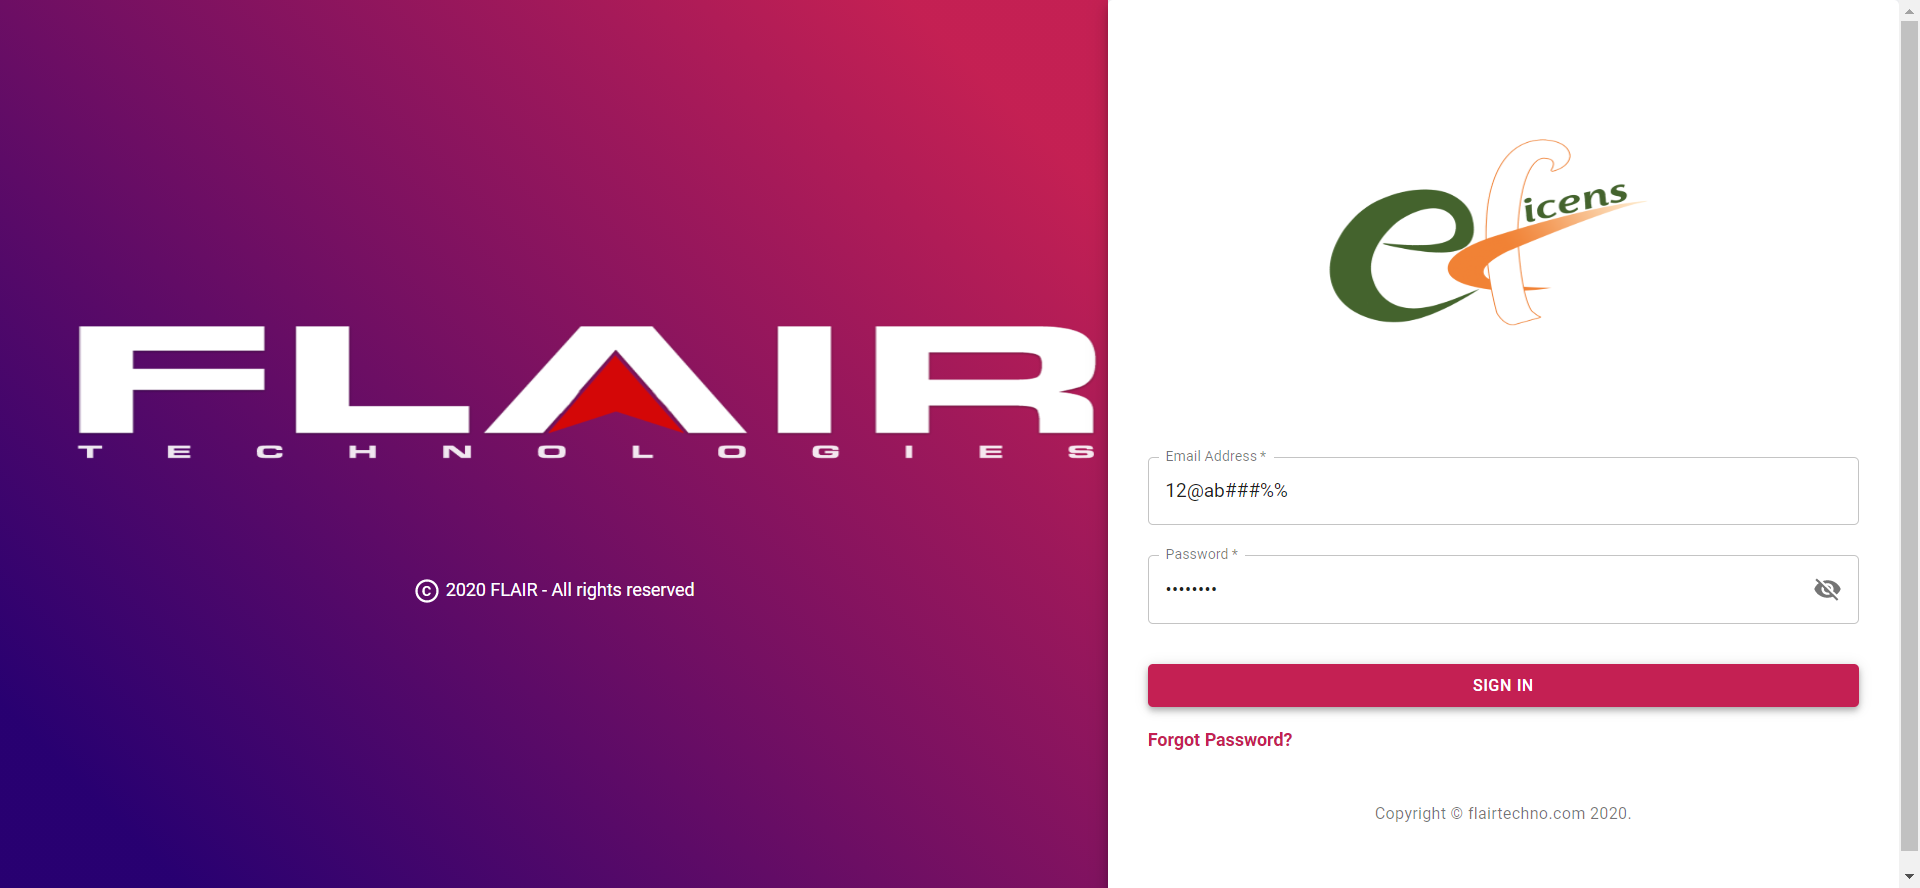 FLAIR
TECHNOLOGIES
© 2020 FLAIR - All rights reserved
eficens
Email Address *
12@ab###%%
Password *
••••••••
SIGN IN
Forgot Password?
Copyright © flairtechno.com 2020.